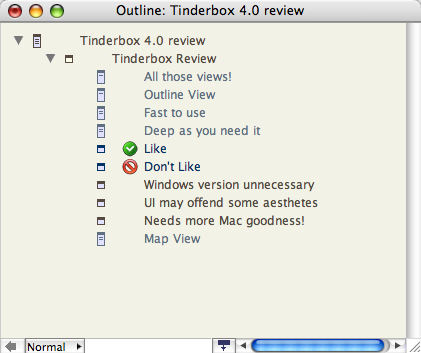 Outline: Tinderbox 4.0 review
Tinderbox 4.0 review
Tinderbox Review
All those views!
Outline View
Fast to use
Deep as you need it
Like
Don't Like
Windows version unnecessary
UI may offend some aesthetes
Needs more Mac goodness!
Map View
Normal